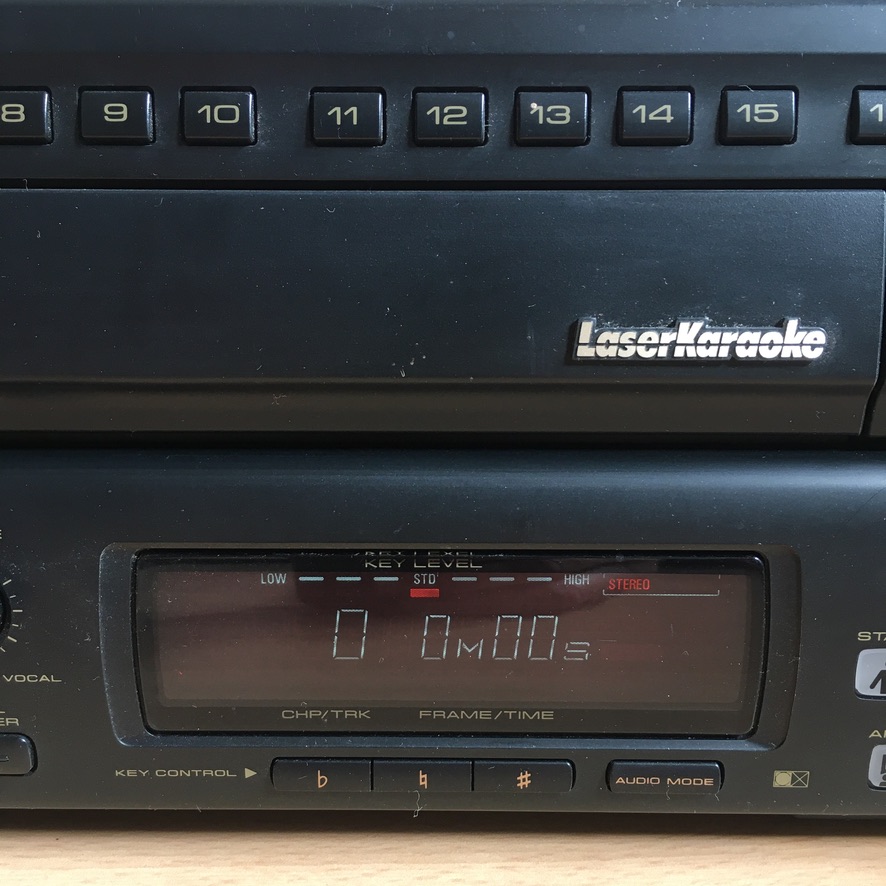 8 9 10 11 12 13 14 15
LaserKaraoke
KEY LEVEL
LOW STD HIGH STEREO
0 0M00S
VOCAL
CHP/TRK FRAME/TIME
KEY CONTROL ▶ ♭ ♮ ♯ AUDIO MODE